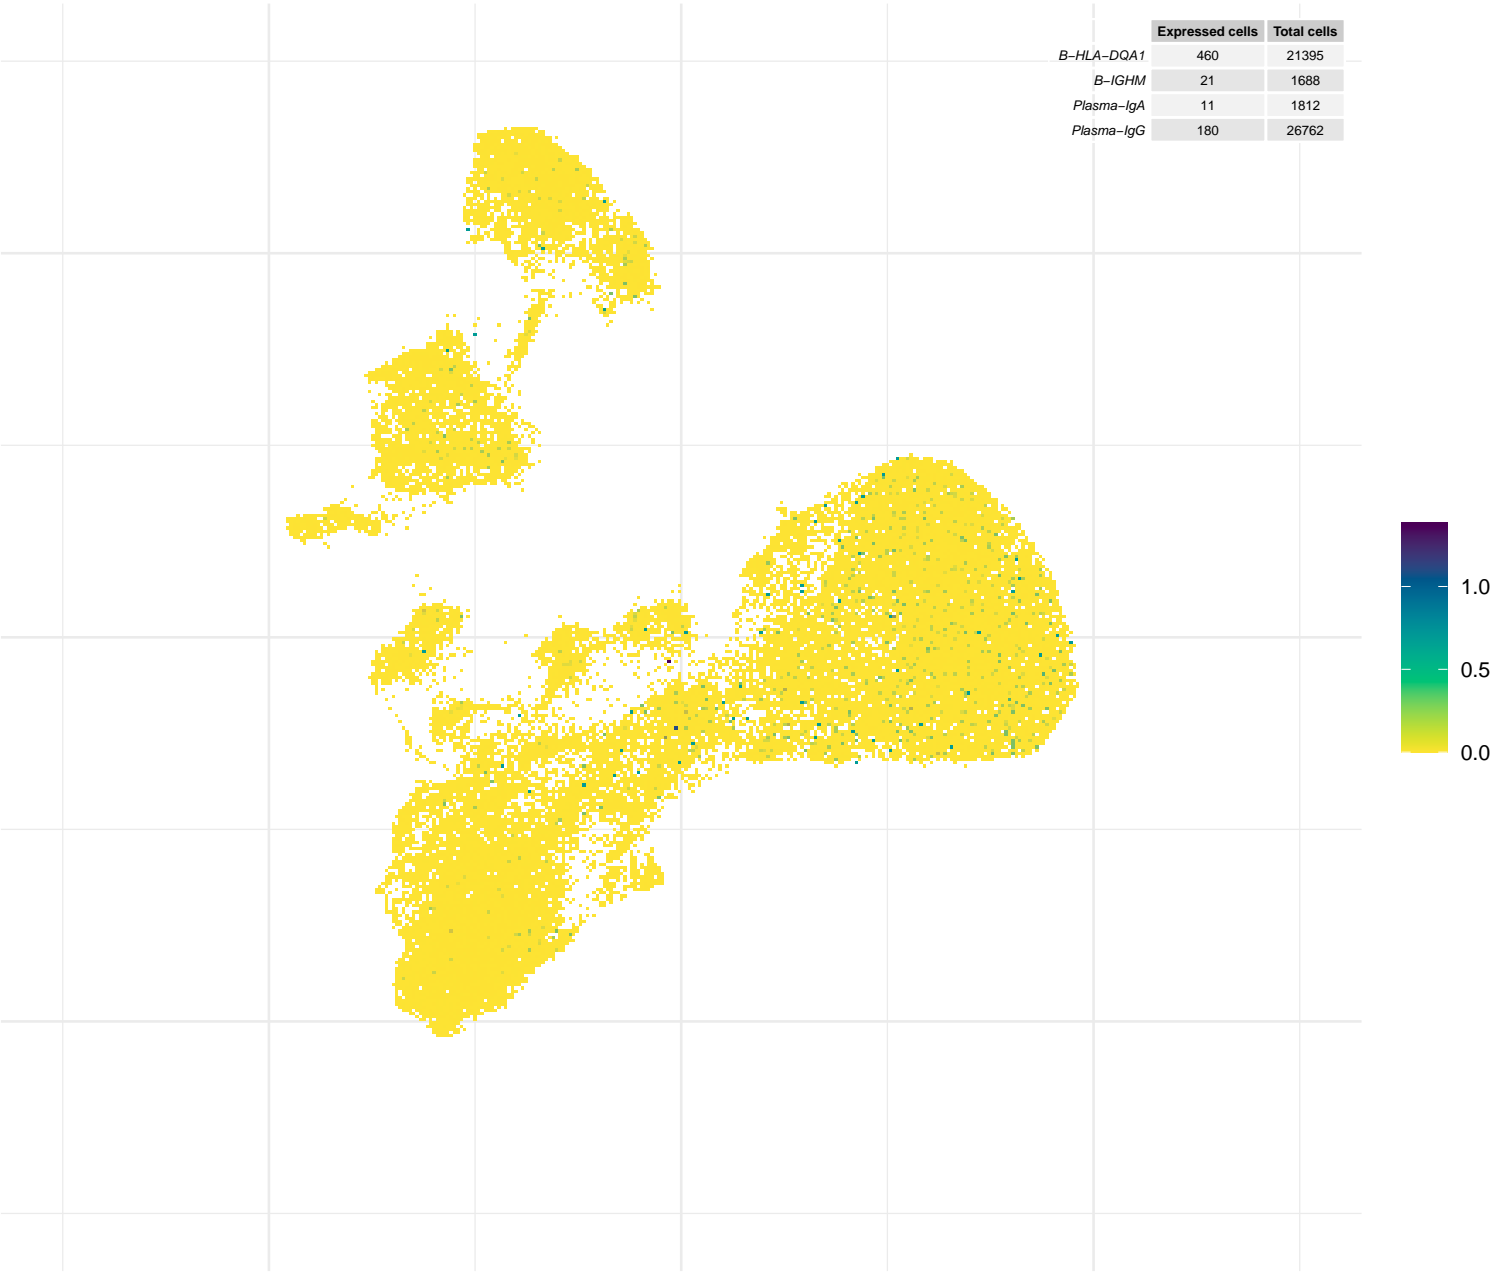 Expressed cells Total cells
B−HLA−DQA1 460 21395
B−IGHM 21 1688
Plasma−IgA 11 1812
Plasma−IgG 180 26762
1.0
0.5
0.0